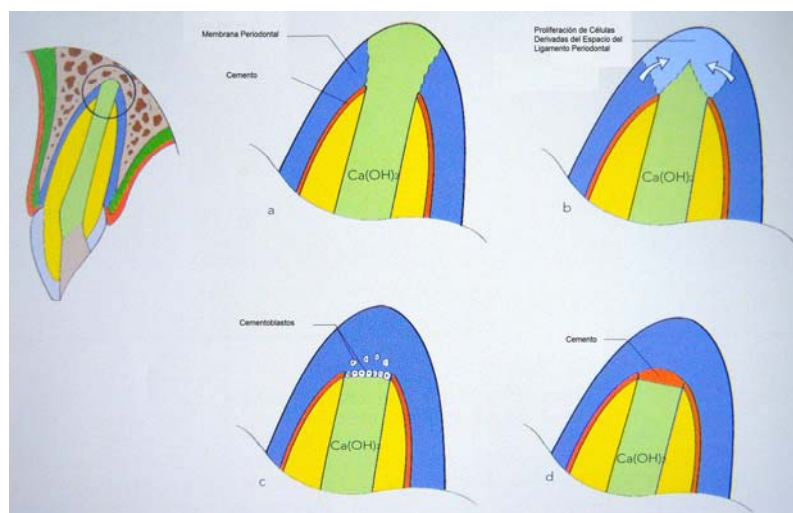 Membrana Periodontal
Cemento
Ca(OH)₂
a
Proliferación de Células
Derivadas del Espacio del
Ligamento Periodontal
Ca(OH)₂
b
Cementoblastos
Ca(OH)₂
c
Cemento
Ca(OH)₂
d